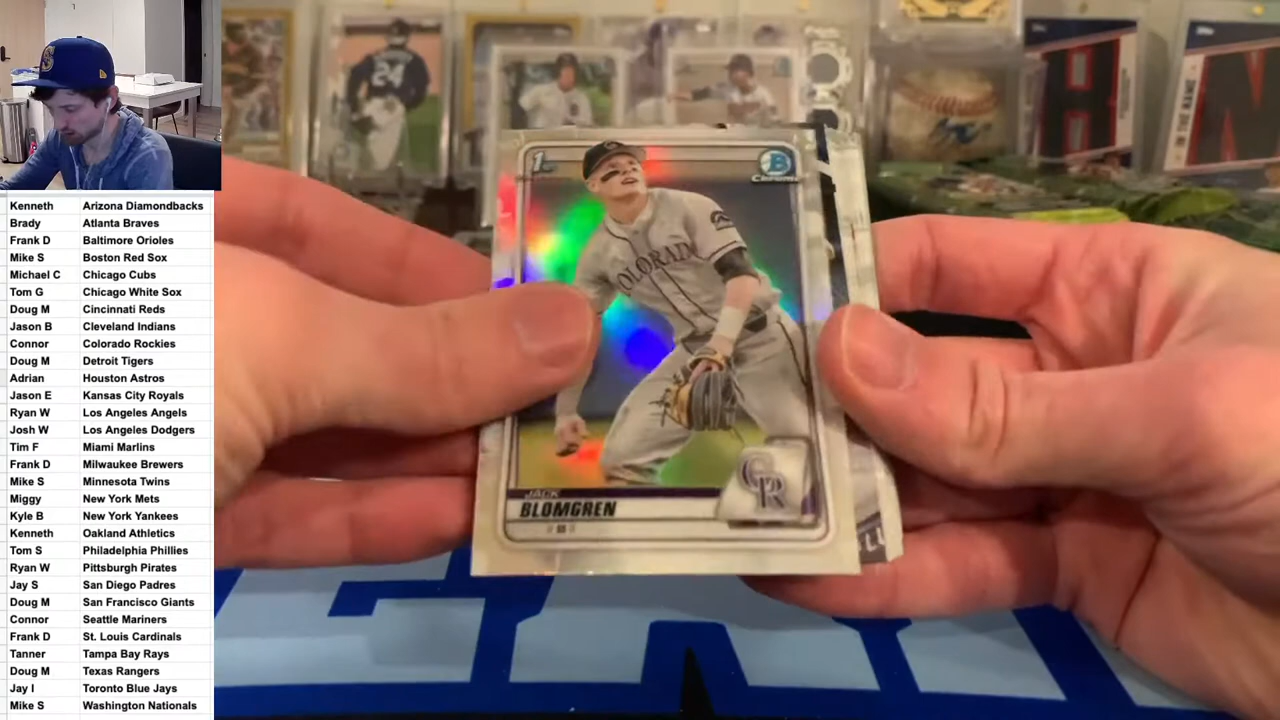 Kenneth Arizona Diamondbacks
Brady Atlanta Braves
Frank D Baltimore Orioles
Mike S Boston Red Sox
Michael C Chicago Cubs
Tom G Chicago White Sox
Doug M Cincinnati Reds
Jason B Cleveland Indians
Connor Colorado Rockies
Doug M Detroit Tigers
Adrian Houston Astros
Jason E Kansas City Royals
Ryan W Los Angeles Angels
Josh W Los Angeles Dodgers
Tim F Miami Marlins
Frank D Milwaukee Brewers
Mike S Minnesota Twins
Miggy New York Mets
Kyle B New York Yankees
Kenneth Oakland Athletics
Tom S Philadelphia Phillies
Ryan W Pittsburgh Pirates
Jay S San Diego Padres
Doug M San Francisco Giants
Connor Seattle Mariners
Frank D St. Louis Cardinals
Tanner Tampa Bay Rays
Doug M Texas Rangers
Jay I Toronto Blue Jays
Mike S Washington Nationals
24
H
N
1st
B
Chrome
COLORADO
CR
JACK
BLOMGREN